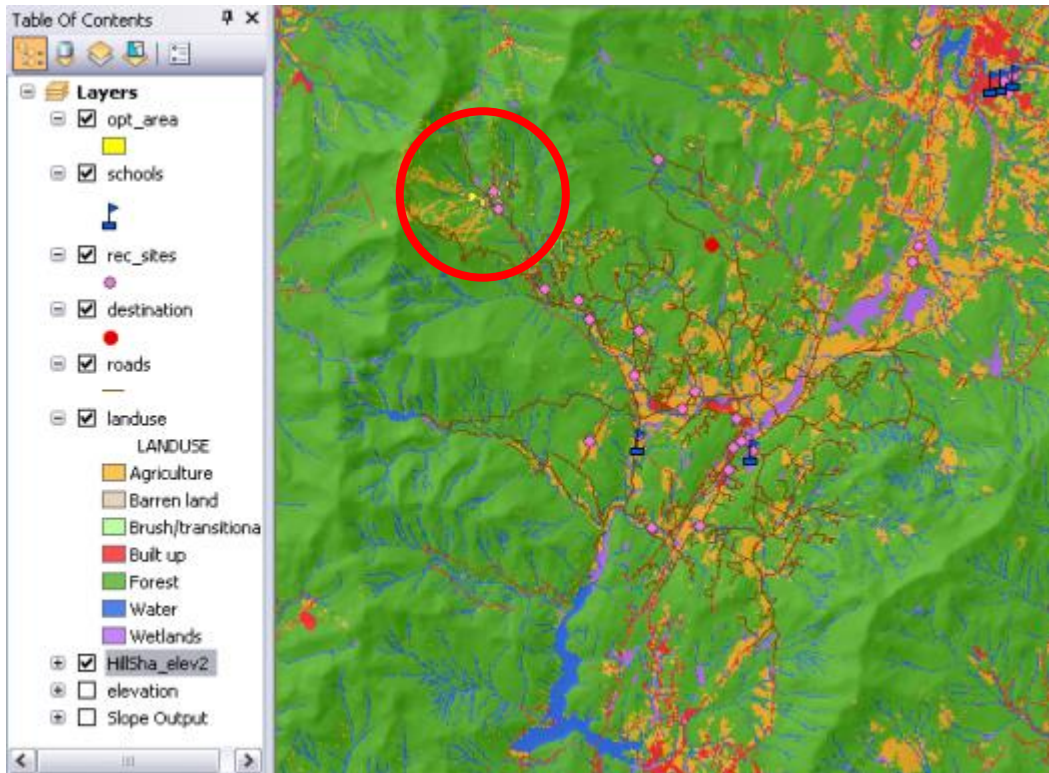 Table Of Contents
Layers
opt_area
schools
rec_sites
destination
roads
landuse
LANDUSE
Agriculture
Barren land
Brush/transitiona
Built up
Forest
Water
Wetlands
HillSha_elev2
elevation
Slope Output